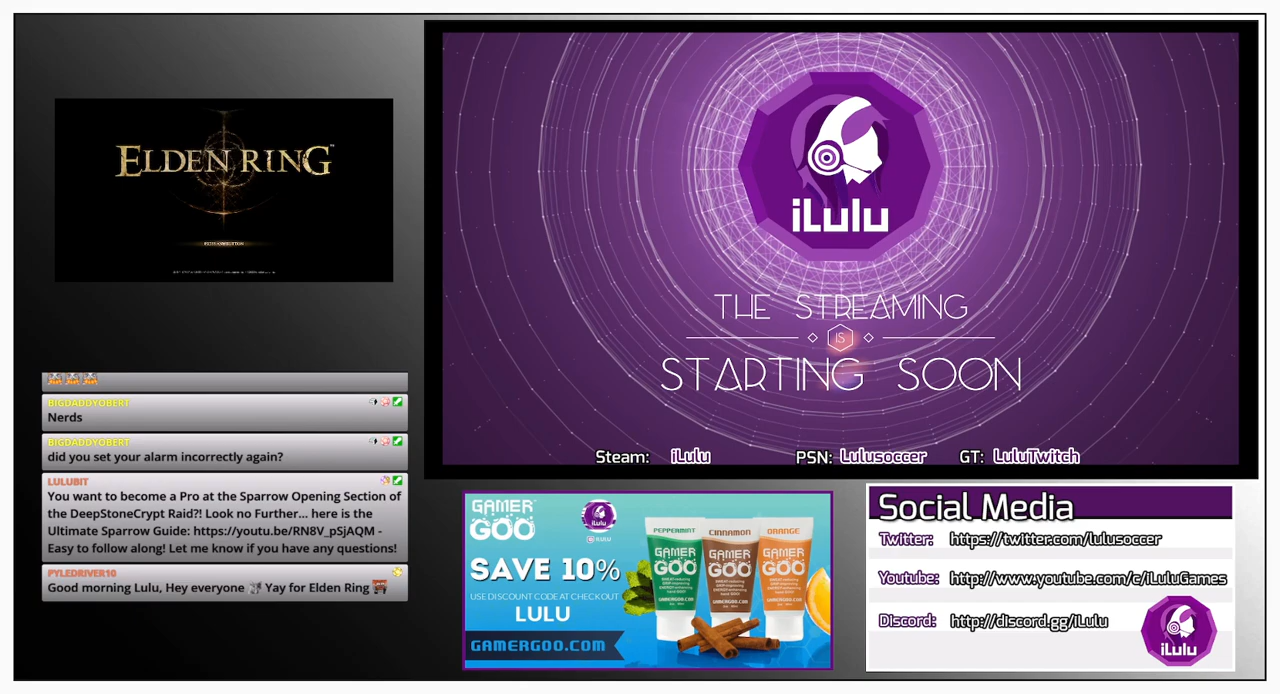 ELDEN RING
BIGDADDYOBERT
Nerds
BIGDADDYOBERT
did you set your alarm incorrectly again?
LULUBIT
You want to become a Pro at the Sparrow Opening Section of
the DeepStoneCrypt Raid?! Look no Further... here is the
Ultimate Sparrow Guide: https://youtu.be/RN8V_pSjAQM -
Easy to follow along! Let me know if you have any questions!
PYLEDRIVER10
Good morning Lulu, Hey everyone Yay for Elden Ring
iLulu
THE STREAMING
IS
STARTING SOON
Steam: iLulu PSN: Lulusoccer GT: LuluTwitch
GAMER
GOO
iLulu
SAVE 10%
USE DISCOUNT CODE AT CHECKOUT
LULU
GAMERGOO.COM
PEPPERMINT
GAMER
GOO
GAMERGOO.COM
CINNAMON
GAMER
GOO
GAMERGOO.COM
ORANGE
GAMER
GOO
GAMERGOO.COM
Social Media
Twitter: https://twitter.com/lulusoccer
Youtube: http://www.youtube.com/c/iLuluGames
Discord: http://discord.gg/iLulu
iLulu